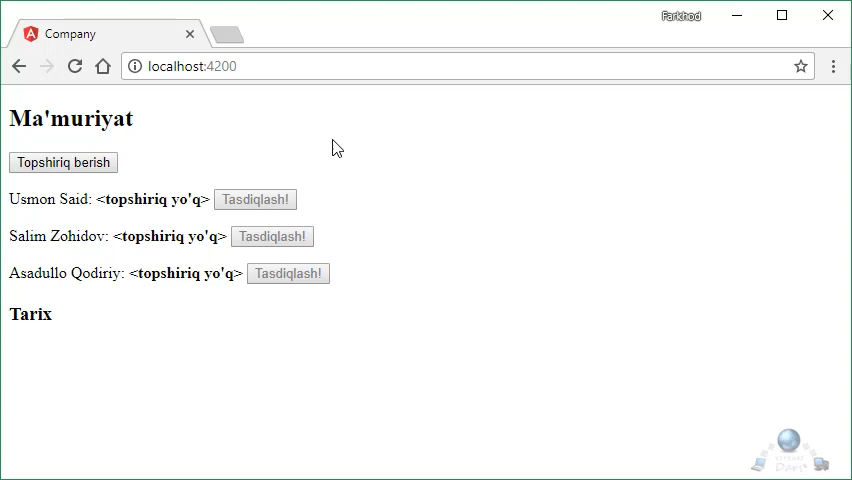 Farkhod
Company
localhost:4200
Ma'muriyat
Topshiriq berish
Usmon Said: <topshiriq yo'q> Tasdiqlash!
Salim Zohidov: <topshiriq yo'q> Tasdiqlash!
Asadullo Qodiriy: <topshiriq yo'q> Tasdiqlash!
Tarix
Dars